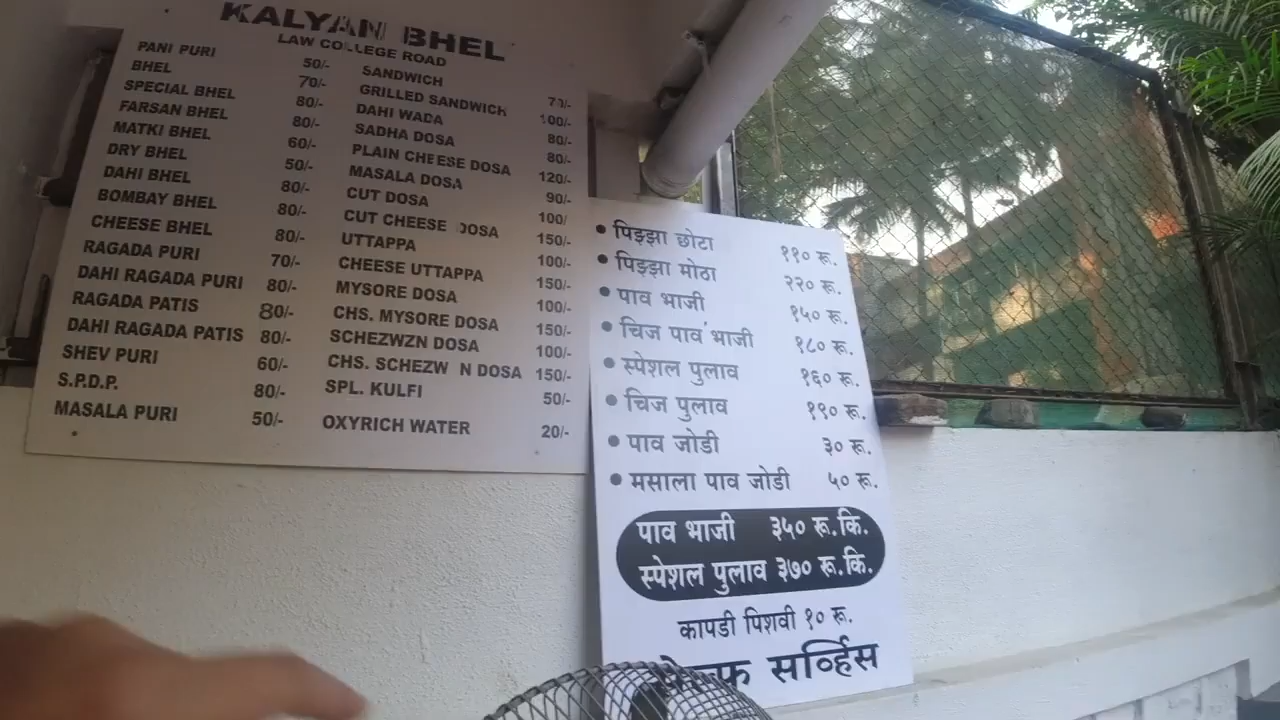 KALYAN BHEL
LAW COLLEGE ROAD
PANI PURI 50/-
BHEL 70/-
SPECIAL BHEL 80/-
FARSAN BHEL 80/-
MATKI BHEL 60/-
DRY BHEL 50/-
DAHI BHEL 80/-
BOMBAY BHEL 80/-
CHEESE BHEL 80/-
RAGADA PURI 70/-
DAHI RAGADA PURI 80/-
RAGADA PATIS 80/-
DAHI RAGADA PATIS 80/-
SHEV PURI 60/-
S.P.D.P. 80/-
MASALA PURI 50/-
SANDWICH 70/-
GRILLED SANDWICH 100/-
DAHI WADA 80/-
SADHA DOSA 80/-
PLAIN CHEESE DOSA 120/-
MASALA DOSA 90/-
CUT DOSA 100/
CUT CHEESE DOSA 150/-
UTTAPPA 100/-
CHEESE UTTAPPA 150/-
MYSORE DOSA 100/-
CHS. MYSORE DOSA 150/-
SCHEZWZN DOSA 100/-
CHS. SCHEZW N DOSA 150/-
SPL. KULFI 50/-
OXYRICH WATER 20/-
• पिझ्झा छोटा ११० रू.
• पिझ्झा मोठा २२० रू.
• पाव भाजी १५० रू.
• चिज पाव भाजी १८० रू.
• स्पेशल पुलाव १६० रू.
• चिज पुलाव १९० रू.
• पाव जोडी ३० रू.
• मसाला पाव जोडी ५० रू.
पाव भाजी ३५० रू.कि.
स्पेशल पुलाव ३७० रू.कि.
कापडी पिशवी १० रू.
सर्व्हिस